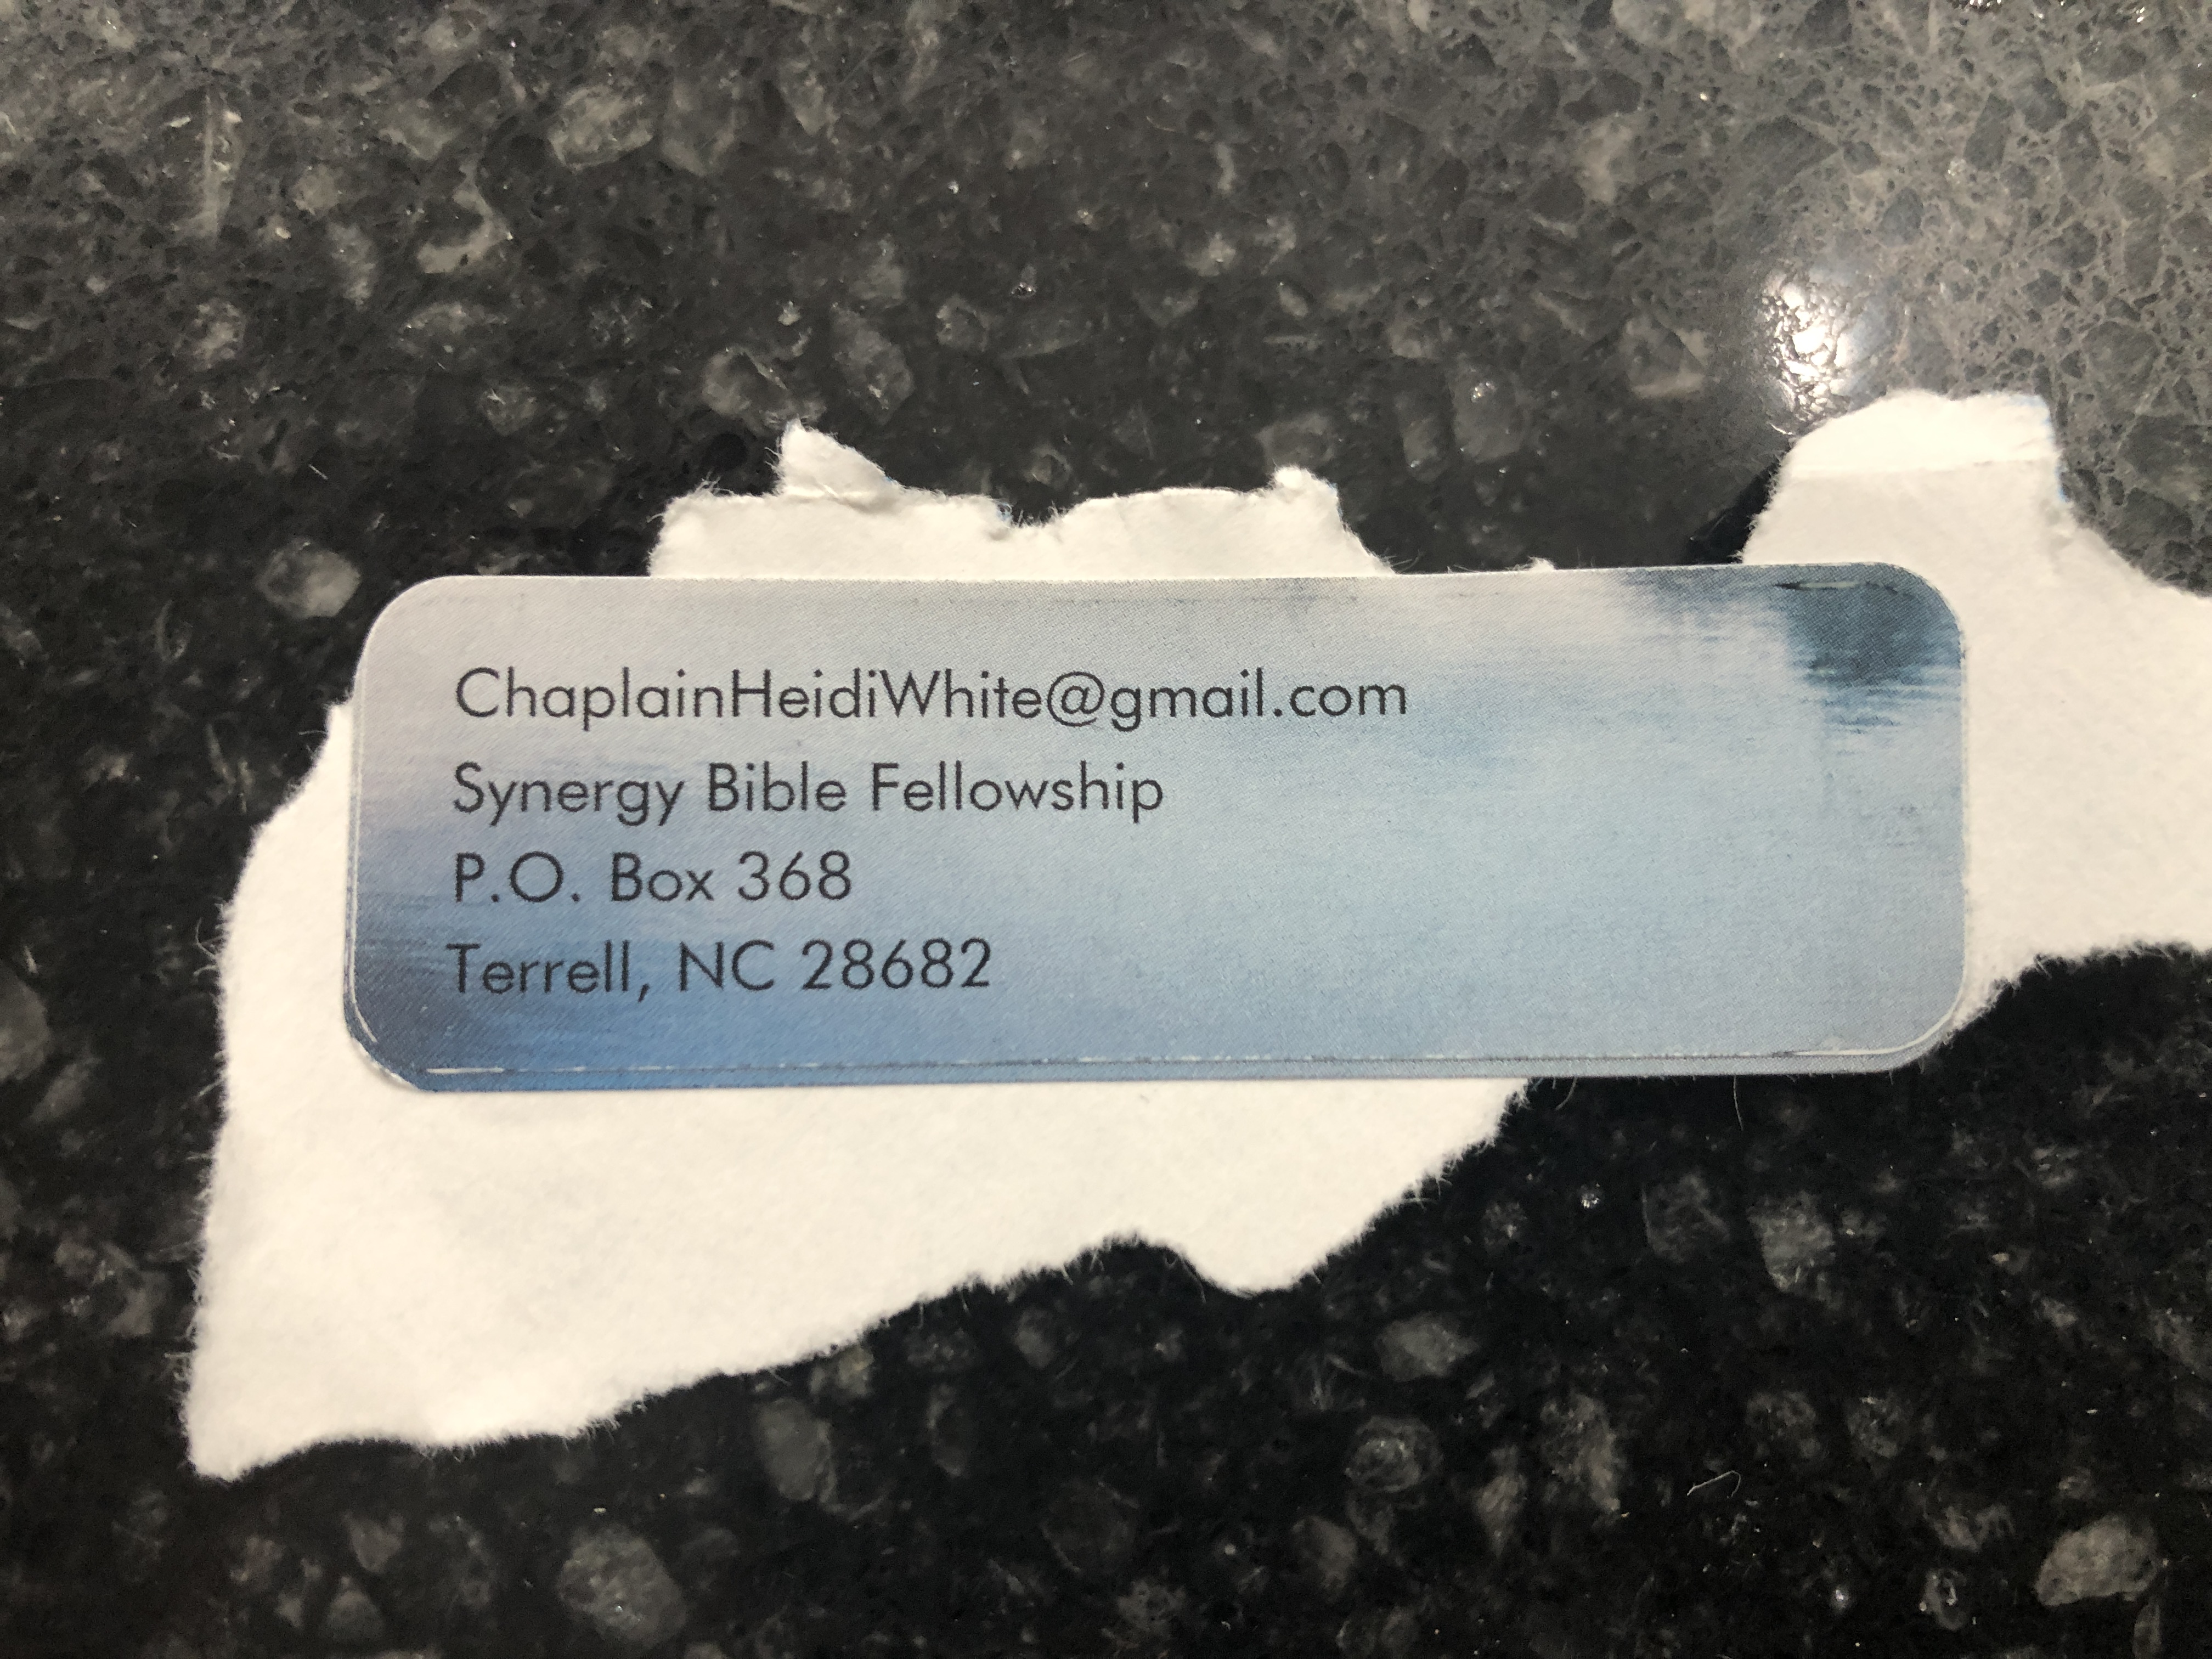 ChaplainHeidiWhite@gmail.com
Synergy Bible Fellowship
P.O. Box 368
Terrell, NC 28682